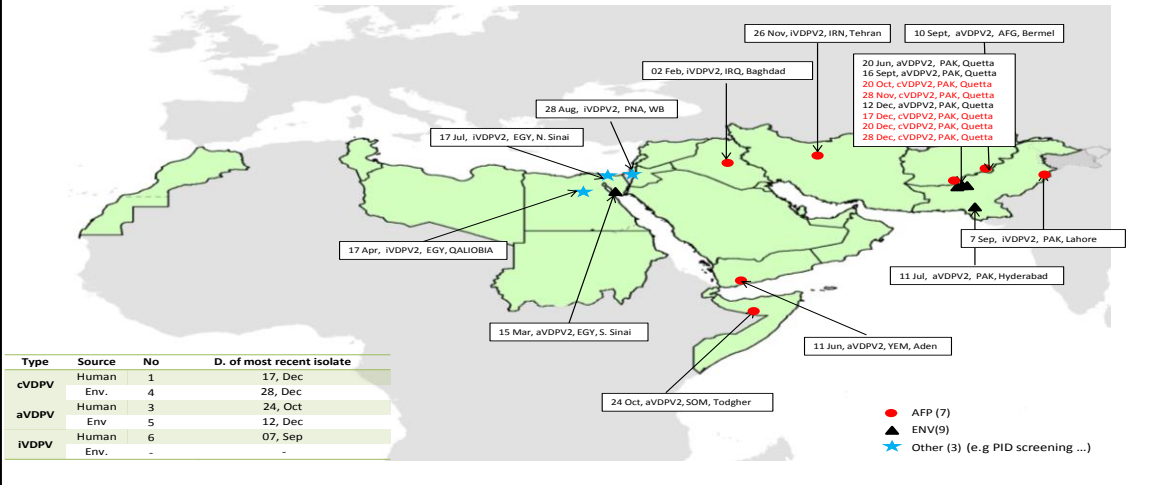 26 Nov, iVDPV2, IRN, Tehran
10 Sept, aVDPV2, AFG, Bermel
02 Feb, iVDPV2, IRQ, Baghdad
20 Jun, aVDPV2, PAK, Quetta
16 Sept, aVDPV2, PAK, Quetta
20 Oct, cVDPV2, PAK, Quetta
28 Nov, cVDPV2, PAK, Quetta
12 Dec, aVDPV2, PAK, Quetta
17 Dec, cVDPV2, PAK, Quetta
20 Dec, cVDPV2, PAK, Quetta
28 Dec, cVDPV2, PAK, Quetta
28 Aug, iVDPV2, PNA, WB
17 Jul, iVDPV2, EGY, N. Sinai
17 Apr, iVDPV2, EGY, QALIOBIA
7 Sep, iVDPV2, PAK, Lahore
11 Jul, aVDPV2, PAK, Hyderabad
15 Mar, aVDPV2, EGY, S. Sinai
11 Jun, aVDPV2, YEM, Aden
24 Oct, aVDPV2, SOM, Todgher
Type Source No D. of most recent isolate
cVDPV Human 1 17, Dec
Env. 4 28, Dec
aVDPV Human 3 24, Oct
Env 5 12, Dec
iVDPV Human 6 07, Sep
Env. - -
AFP (7)
ENV(9)
Other (3) (e.g PID screening ...)